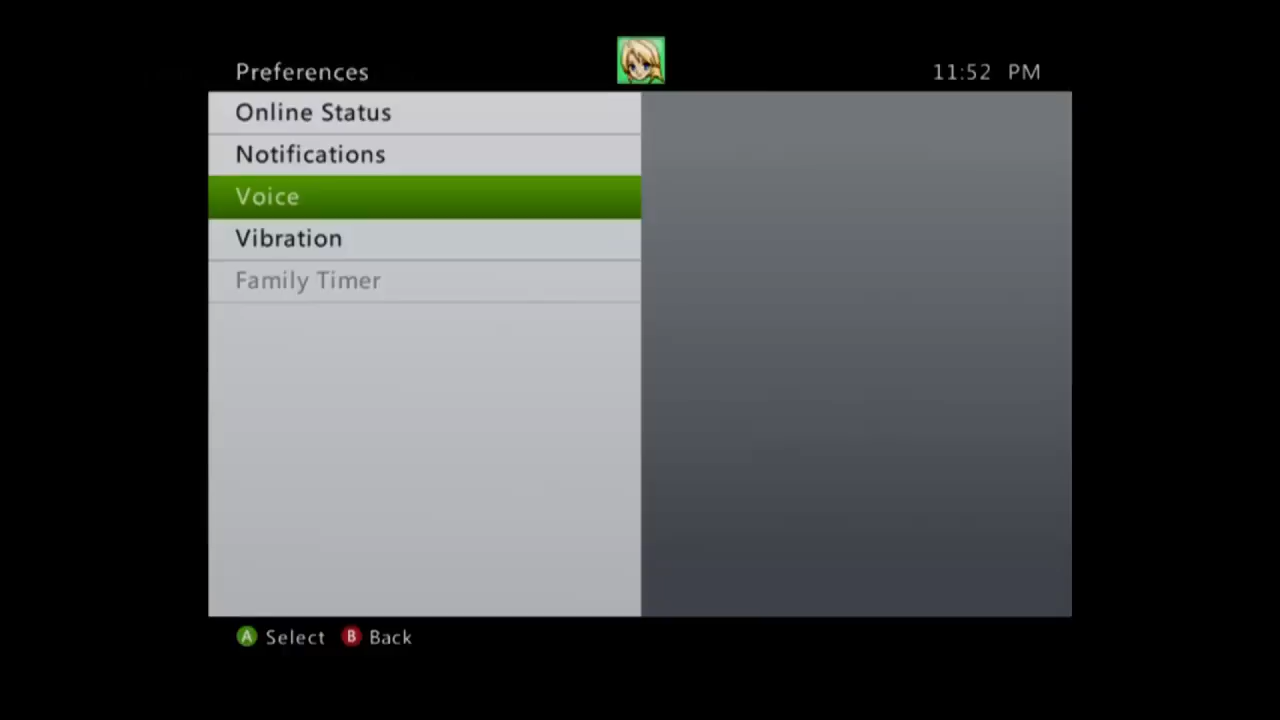 Preferences
11:52 PM
Online Status
Notifications
Voice
Vibration
Family Timer
A Select B Back